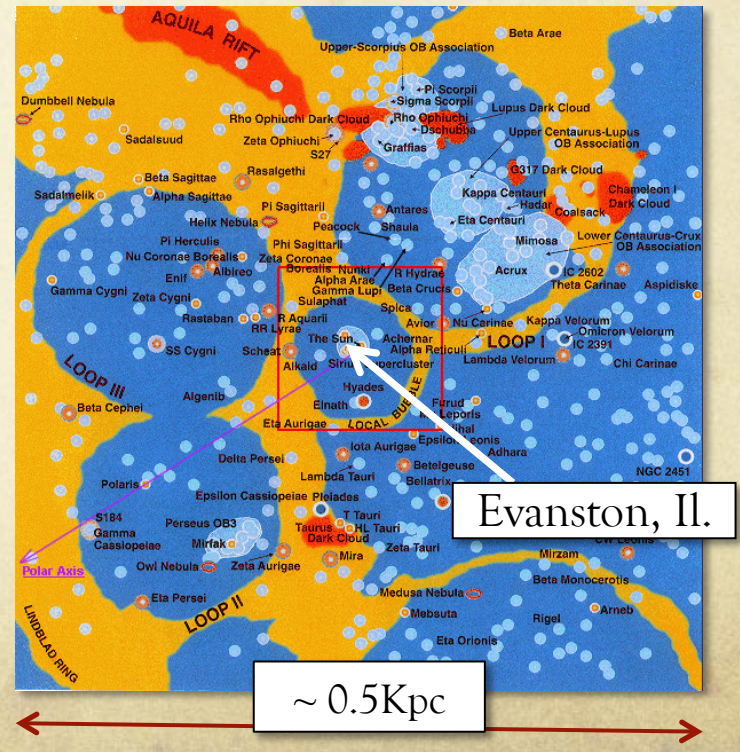 AQUILA RIFT
Beta Arae
Upper-Scorpius OB Association
Pi Scorpii
Sigma Scorpii
Dumbbell Nebula
Lupus Dark Cloud
Rho Ophiuchi Dark Cloud
Rho Ophiuchi
Dschubba
Upper Centaurus-Lupus
OB Association
Zeta Ophiuchi
Sadalsuud
Graffias
S27
G317 Dark Cloud
Rasalgethi
Beta Sagittae
Chameleon I
Dark Cloud
Sadalmelik
Alpha Sagittae
Kappa Centauri
Hadar
Coalsack
Pi Sagittarii
Antares
Eta Centauri
Helix Nebula
Peacock
Shaula
Lower Centaurus-Crux
OB Association
Pi Herculis
Phi Sagittarii
Mimosa
Nu Coronae Borealis
Zeta Coronae
Borealis
Nunki
R Hydrae
Acrux
IC 2602
Enif
Albireo
Alpha Arae
Theta Carinae
Aspidiske
Gamma Cygni
Gamma Lupi
Beta Crucis
Zeta Cygni
Sulaphat
Spica
Rastaban
R Aquarii
Avior
Nu Carinae
Kappa Velorum
RR Lyrae
Omicron Velorum
The Sun
Achernar
LOOP I
IC 2391
SS Cygni
Scheat
Alpha Reticuli
Lambda Velorum
LOOP III
Alkald
Sirius Supercluster
Chi Carinae
Hyades
Algenib
Elnath
Furud
Beta Cephei
LOCAL BUBBLE
Leporis
Eta Aurigae
Epsilon Leonis
Iota Aurigae
Adhara
Delta Persei
Betelgeuse
NGC 2451
Lambda Tauri
Bellatrix
Polaris
Epsilon Cassiopeiae
Pleiades
Evanston, Il.
S184
Perseus OB3
T Tauri
Gamma
Cassiopeiae
Taurus
Dark Cloud
HL Tauri
CW Leonis
Mirfak
Zeta Tauri
Mira
Mirzam
Polar Axis
Owl Nebula
Zeta Aurigae
Beta Monocerotis
Medusa Nebula
Eta Persei
Mebsuta
Arneb
Rigel
LOOP II
LINDBLAD RING
Eta Orionis
~ 0.5Kpc